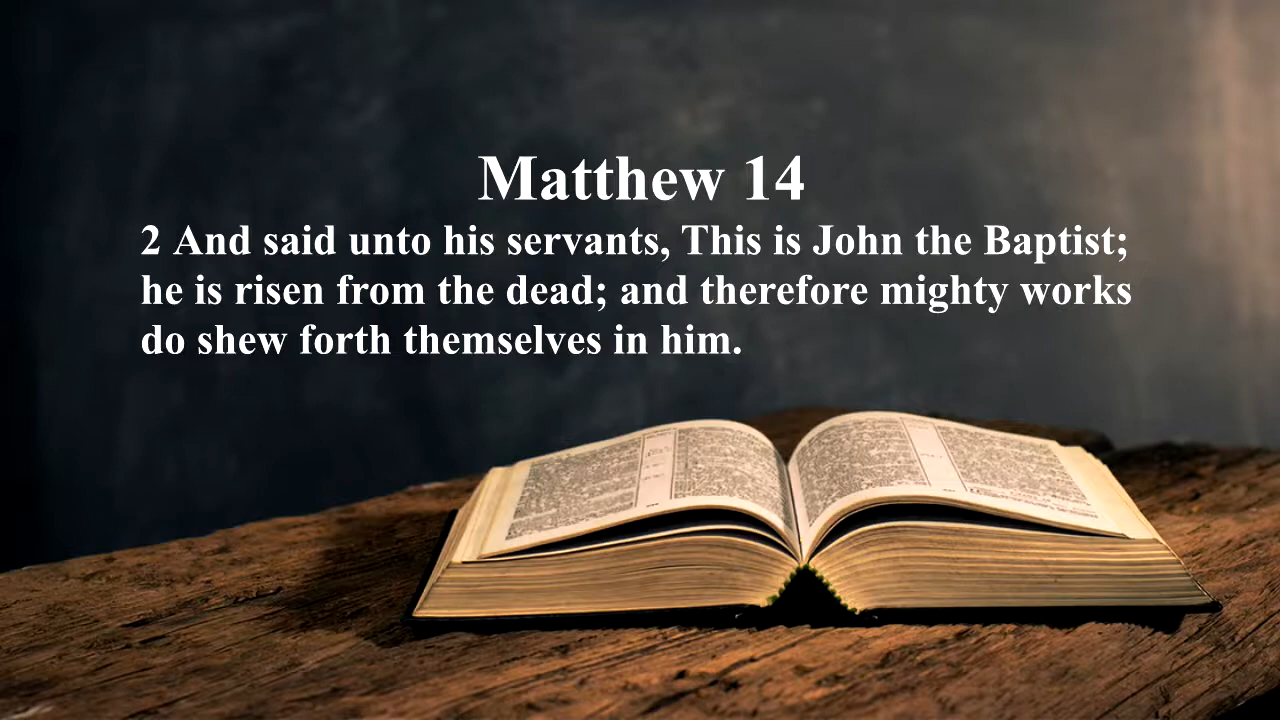 Matthew 14
2 And said unto his servants, This is John the Baptist;
he is risen from the dead; and therefore mighty works
do shew forth themselves in him.